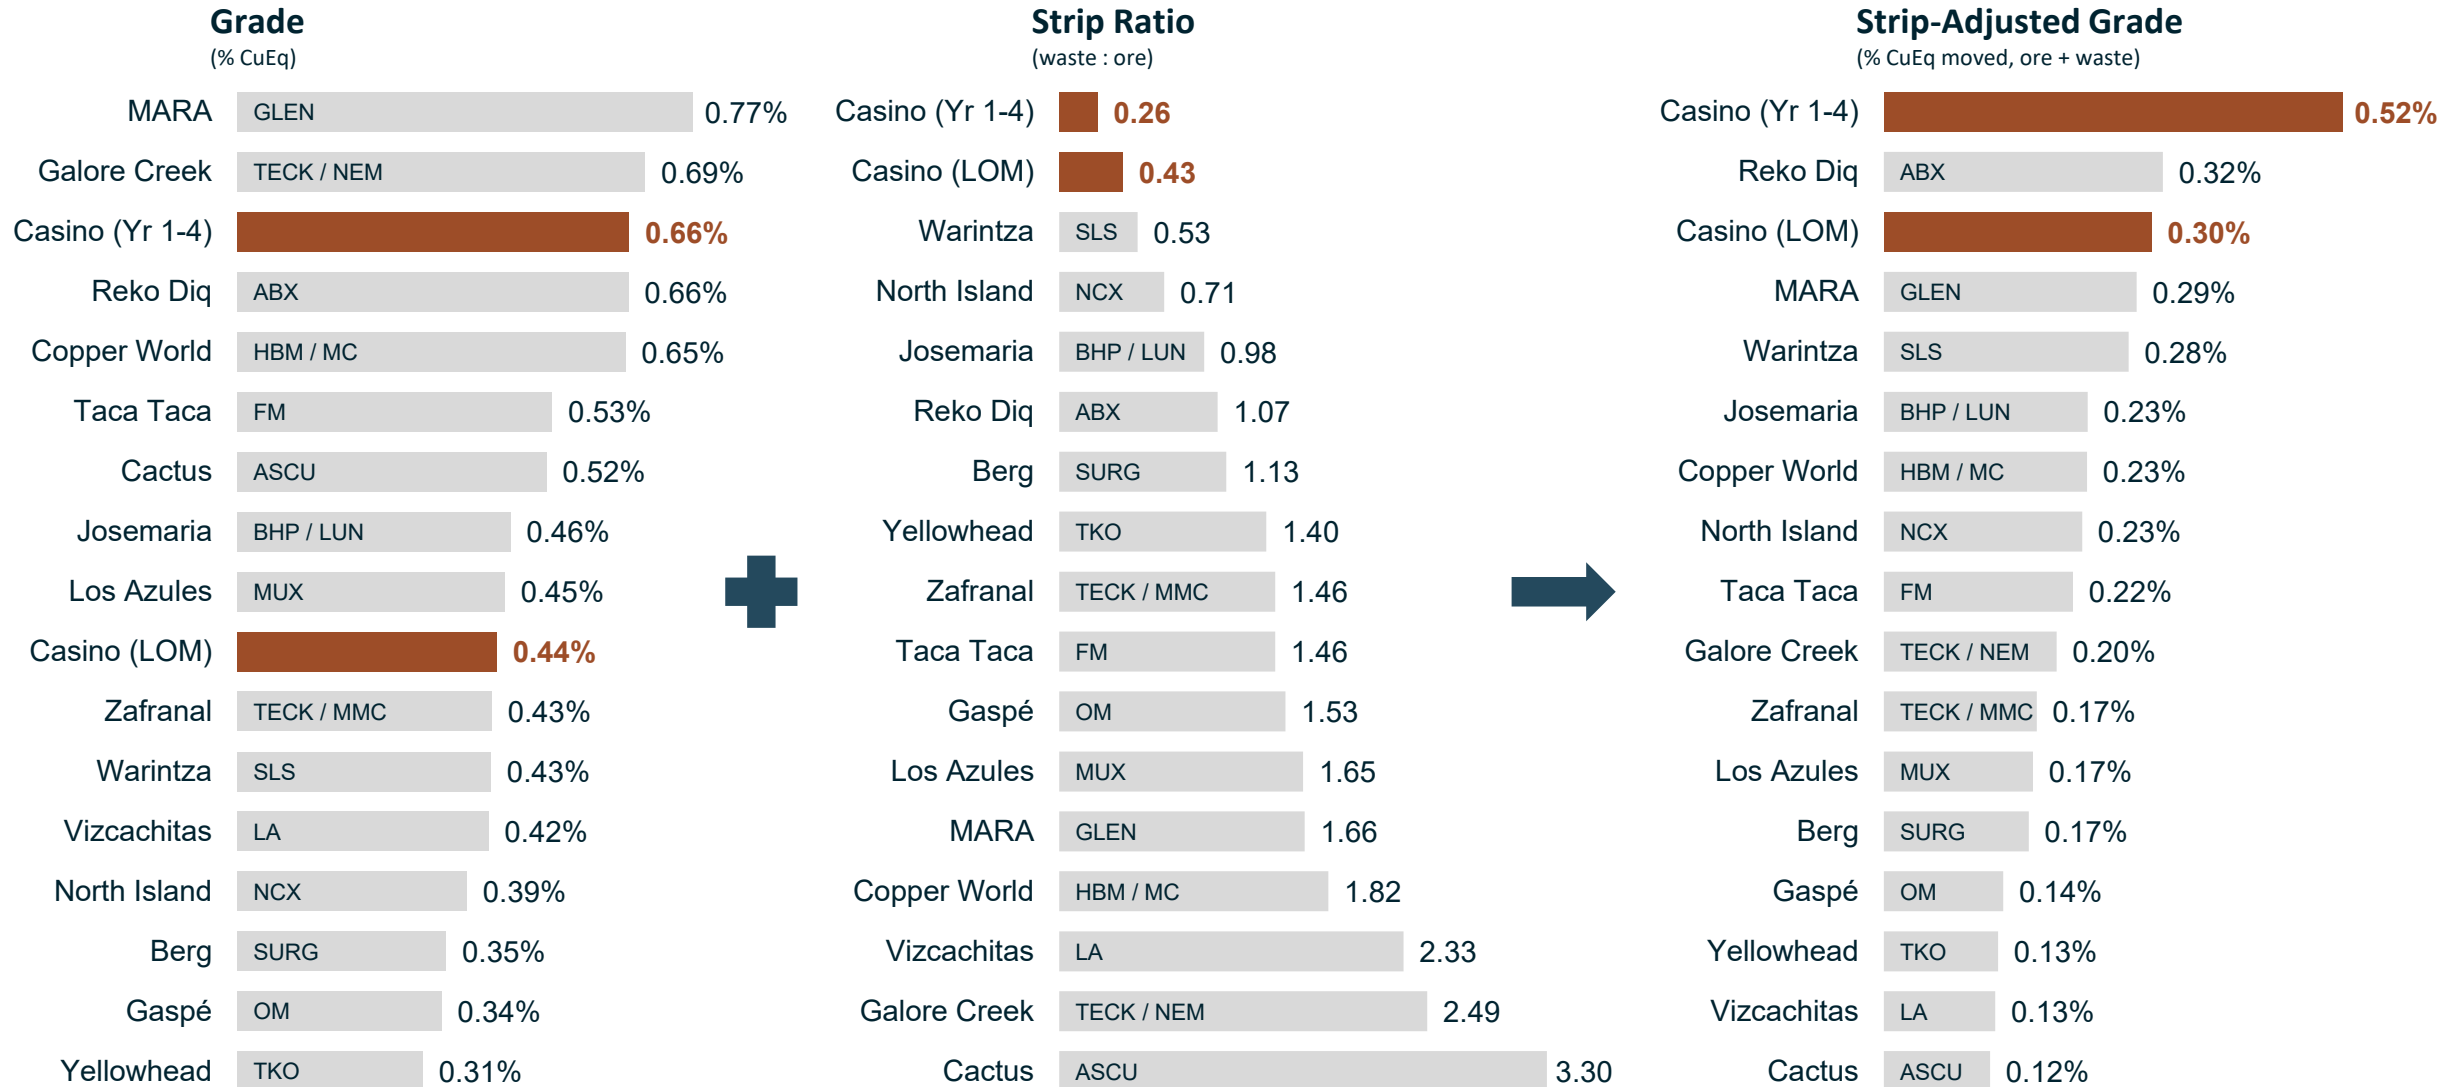 Grade
(% CuEq)
MARA GLEN 0.77%
Galore Creek TECK / NEM 0.69%
Casino (Yr 1-4) 0.66%
Reko Diq ABX 0.66%
Copper World HBM / MC 0.65%
Taca Taca FM 0.53%
Cactus ASCU 0.52%
Josemaria BHP / LUN 0.46%
Los Azules MUX 0.45%
Casino (LOM) 0.44%
Zafranal TECK / MMC 0.43%
Warintza SLS 0.43%
Vizcachitas LA 0.42%
North Island NCX 0.39%
Berg SURG 0.35%
Gaspé OM 0.34%
Yellowhead TKO 0.31%
Strip Ratio
(waste : ore)
Casino (Yr 1-4) 0.26
Casino (LOM) 0.43
Warintza SLS 0.53
North Island NCX 0.71
Josemaria BHP / LUN 0.98
Reko Diq ABX 1.07
Berg SURG 1.13
Yellowhead TKO 1.40
Zafranal TECK / MMC 1.46
Taca Taca FM 1.46
Gaspé OM 1.53
Los Azules MUX 1.65
MARA GLEN 1.66
Copper World HBM / MC 1.82
Vizcachitas LA 2.33
Galore Creek TECK / NEM 2.49
Cactus ASCU 3.30
Strip-Adjusted Grade
(% CuEq moved, ore + waste)
Casino (Yr 1-4) 0.52%
Reko Diq ABX 0.32%
Casino (LOM) 0.30%
MARA GLEN 0.29%
Warintza SLS 0.28%
Josemaria BHP / LUN 0.23%
Copper World HBM / MC 0.23%
North Island NCX 0.23%
Taca Taca FM 0.22%
Galore Creek TECK / NEM 0.20%
Zafranal TECK / MMC 0.17%
Los Azules MUX 0.17%
Berg SURG 0.17%
Gaspé OM 0.14%
Yellowhead TKO 0.13%
Vizcachitas LA 0.13%
Cactus ASCU 0.12%